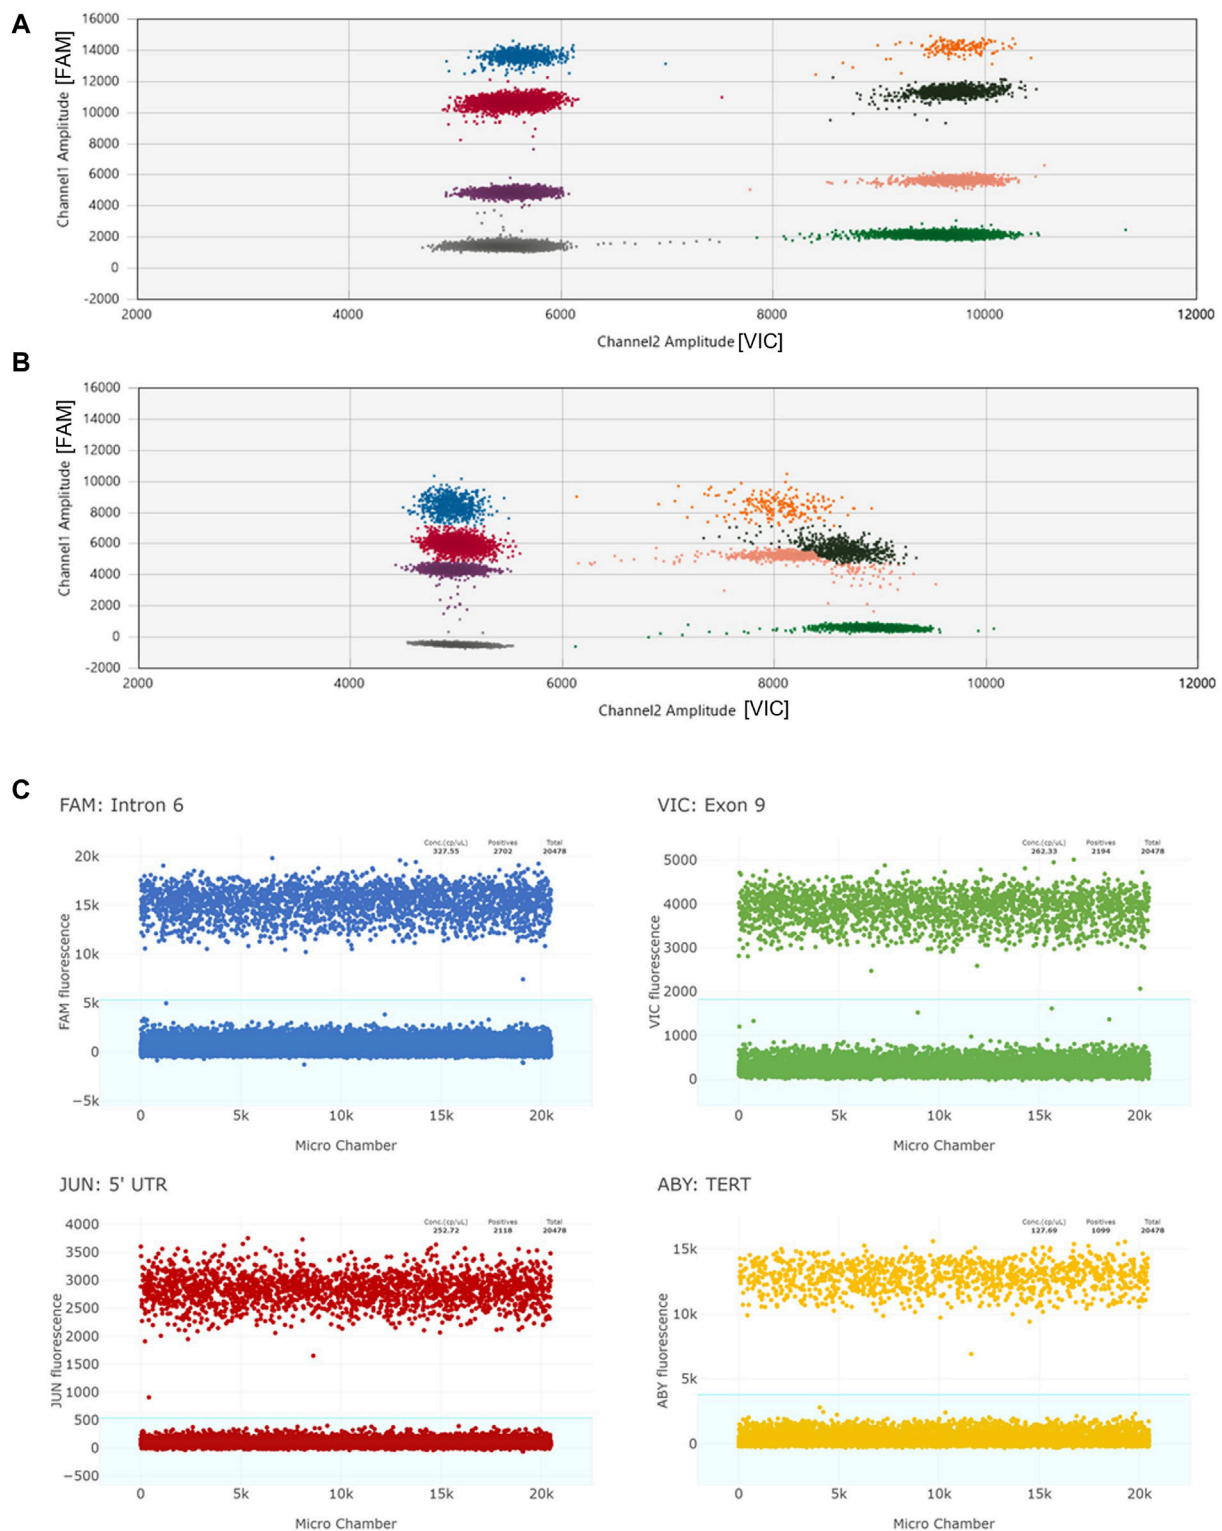 A
Channel1 Amplitude [FAM]
16000
14000
12000
10000
8000
6000
4000
2000
0
-2000
2000
4000
6000
8000
10000
12000
Channel2 Amplitude [VIC]
B
Channel1 Amplitude [FAM]
16000
14000
12000
10000
8000
6000
4000
2000
0
-2000
2000
4000
6000
8000
10000
12000
Channel2 Amplitude [VIC]
C
FAM: Intron 6
Conc.(cp/uL) Positives Total
327.55 2702 20478
FAM fluorescence
20k
15k
10k
5k
0
−5k
0 5k 10k 15k 20k
Micro Chamber
VIC: Exon 9
Conc.(cp/uL) Positives Total
262.33 2194 20478
VIC fluorescence
5000
4000
3000
2000
1000
0
0 5k 10k 15k 20k
Micro Chamber
JUN: 5' UTR
Conc.(cp/uL) Positives Total
252.72 2118 20478
JUN fluorescence
4000
3500
3000
2500
2000
1500
1000
500
0
−500
0 5k 10k 15k 20k
Micro Chamber
ABY: TERT
Conc.(cp/uL) Positives Total
127.69 1099 20478
ABY fluorescence
15k
10k
5k
0
0 5k 10k 15k 20k
Micro Chamber